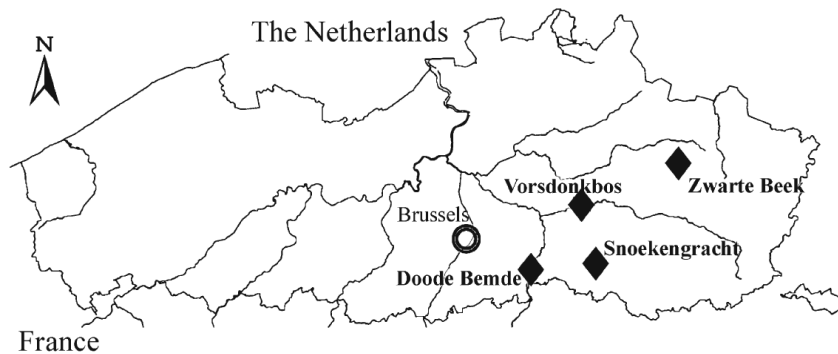 The Netherlands
N
Vorsdonkbos
Zwarte Beek
Brussels
Snoekengracht
Doode Bemde
France